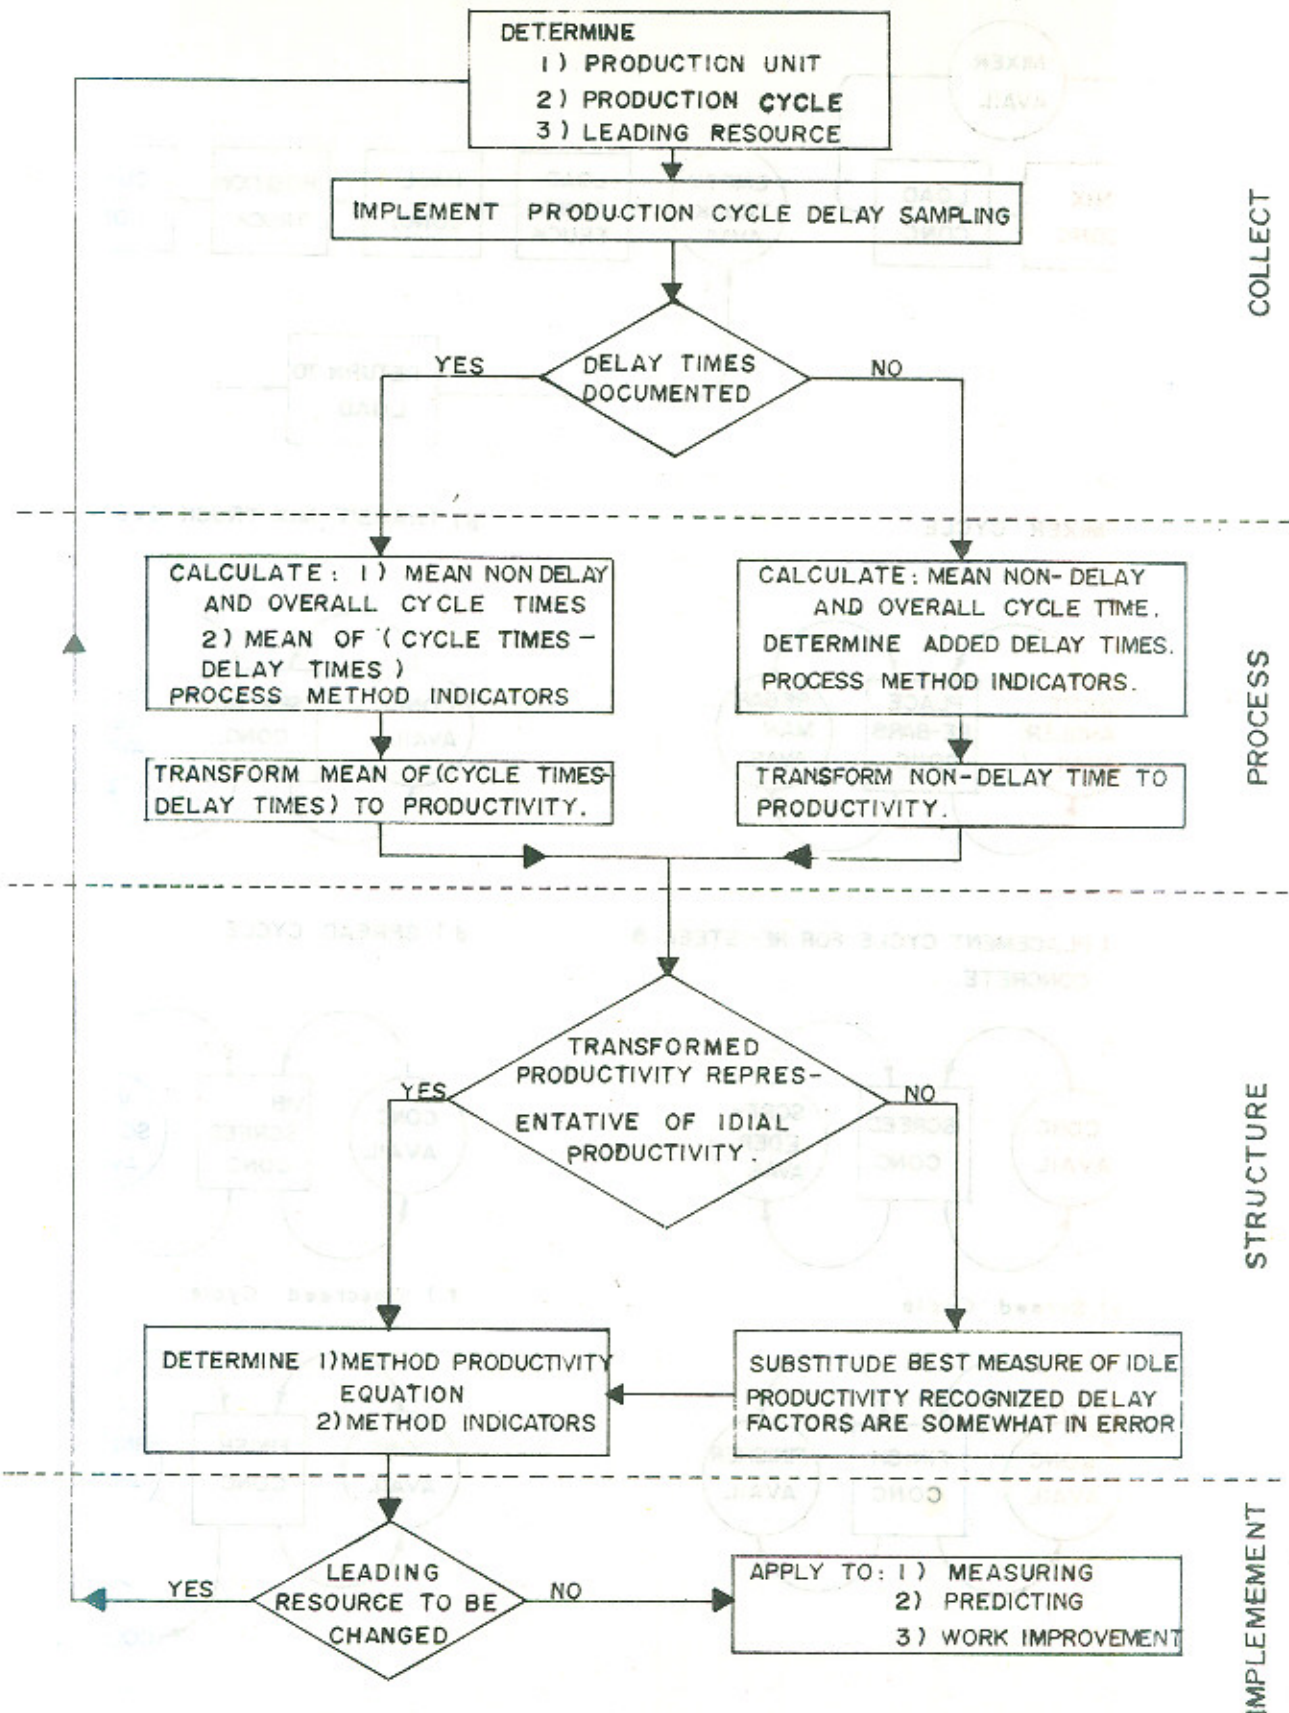 DETERMINE
1) PRODUCTION UNIT
2) PRODUCTION CYCLE
3) LEADING RESOURCE
IMPLEMENT PRODUCTION CYCLE DELAY SAMPLING
COLLECT
YES
DELAY TIMES
DOCUMENTED
NO
CALCULATE: 1) MEAN NON DELAY
AND OVERALL CYCLE TIMES
2) MEAN OF (CYCLE TIMES-
DELAY TIMES)
PROCESS METHOD INDICATORS
CALCULATE: MEAN NON-DELAY
AND OVERALL CYCLE TIME.
DETERMINE ADDED DELAY TIMES.
PROCESS METHOD INDICATORS.
PROCESS
TRANSFORM MEAN OF (CYCLE TIMES-
DELAY TIMES) TO PRODUCTIVITY.
TRANSFORM NON-DELAY TIME TO
PRODUCTIVITY.
YES
TRANSFORMED
PRODUCTIVITY REPRES-
ENTATIVE OF IDIAL
PRODUCTIVITY.
NO
STRUCTURE
DETERMINE 1) METHOD PRODUCTIVITY
EQUATION
2) METHOD INDICATORS
SUBSTITUDE BEST MEASURE OF IDLE
PRODUCTIVITY RECOGNIZED DELAY
FACTORS ARE SOMEWHAT IN ERROR
YES
LEADING
RESOURCE TO BE
CHANGED
NO
APPLY TO: 1) MEASURING
2) PREDICTING
3) WORK IMPROVEMENT
IMPLEMEMENT